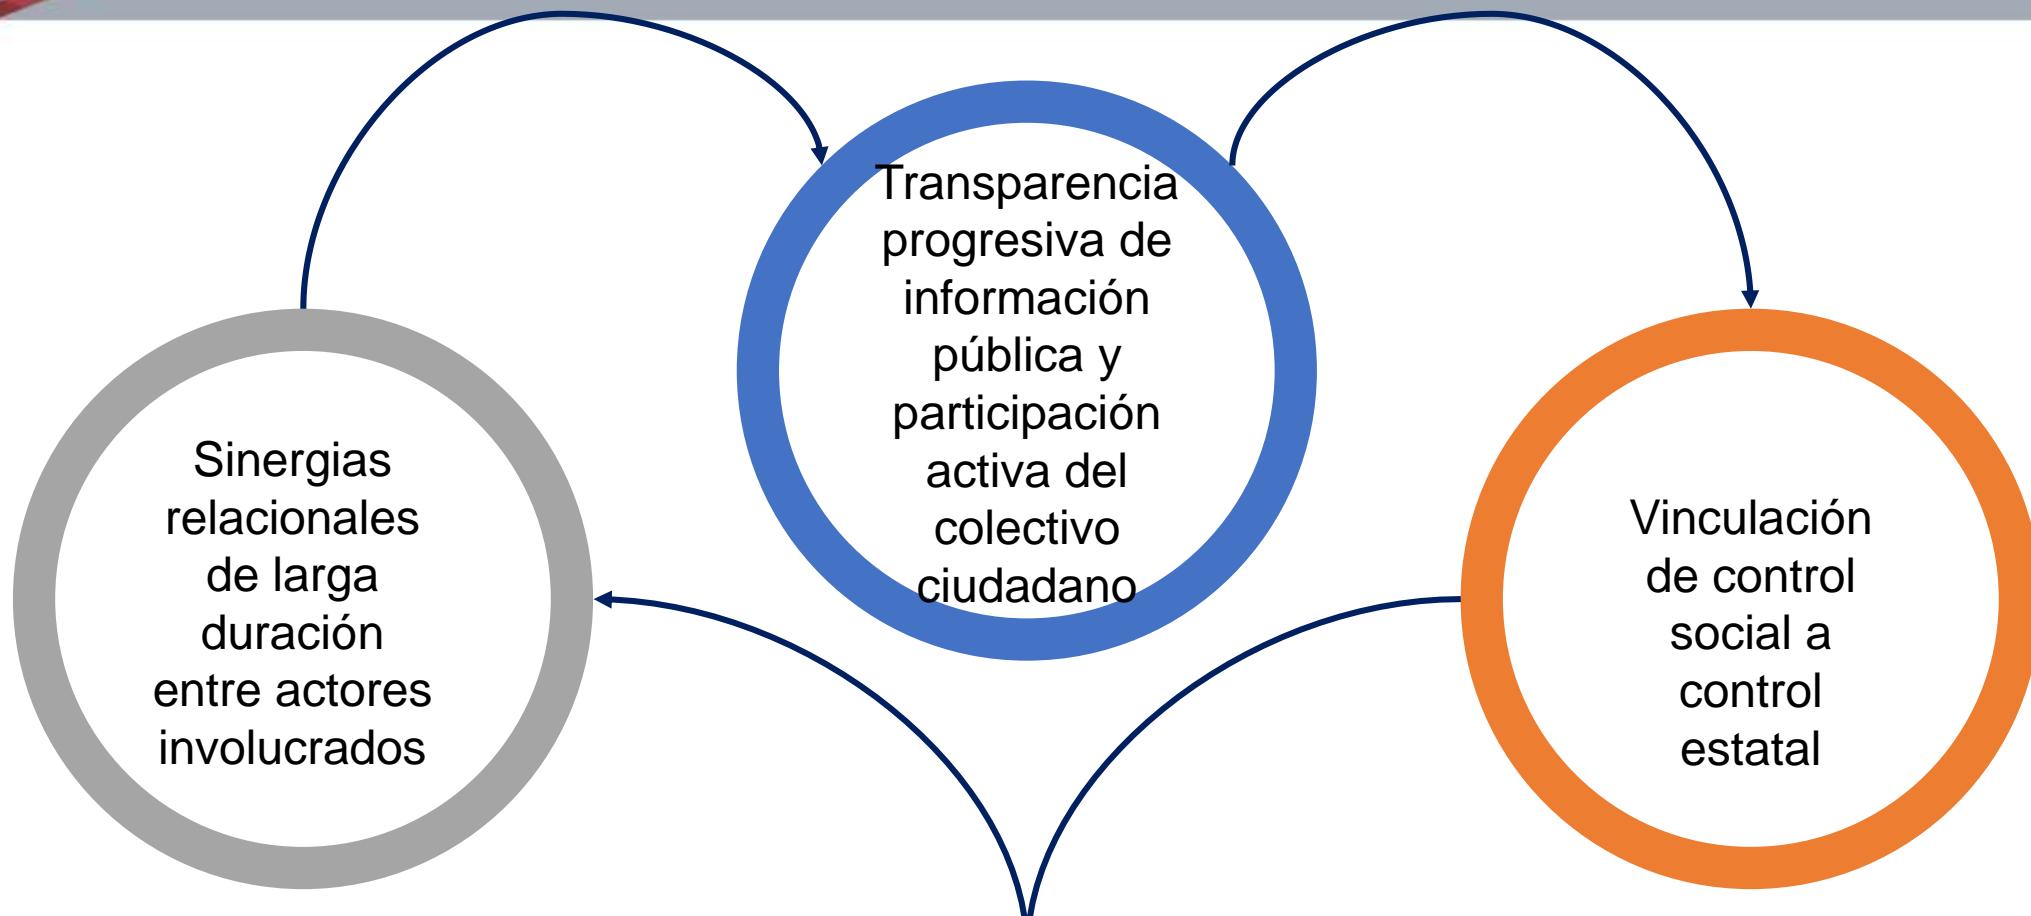 Sinergias
relacionales
de larga
duración
entre actores
involucrados
Transparencia
progresiva de
información
pública y
participación
activa del
colectivo
ciudadano
Vinculación
de control
social a
control
estatal